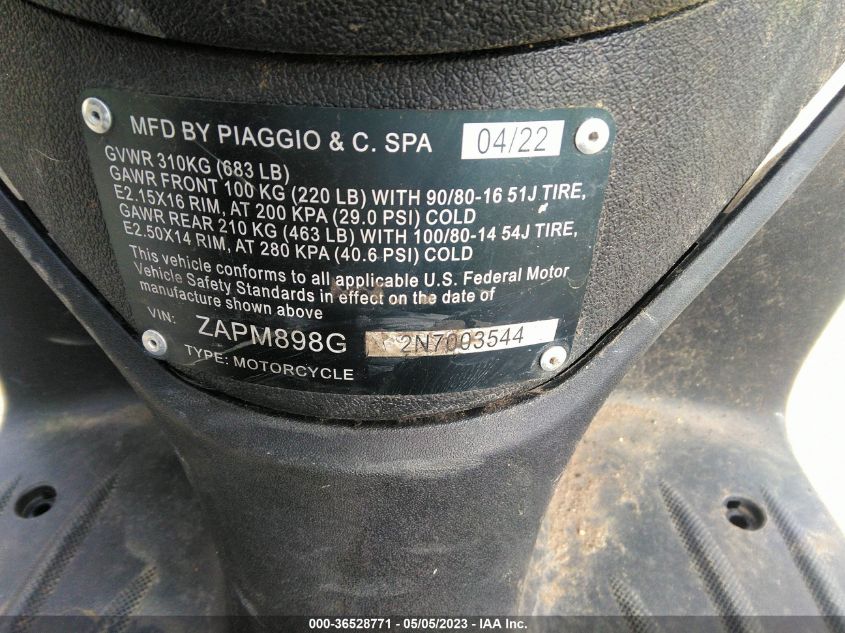 MFD BY PIAGGIO & C. SPA 04/22
GVWR 310KG (683 LB)
GAWR FRONT 100 KG (220 LB) WITH 90/80-16 51J TIRE,
E2.15X16 RIM, AT 200 KPA (29.0 PSI) COLD
GAWR REAR 210 KG (463 LB) WITH 100/80-14 54J TIRE,
E2.50X14 RIM, AT 280 KPA (40.6 PSI) COLD
This vehicle conforms to all applicable U.S. Federal Motor
Vehicle Safety Standards in effect on the date of
manufacture shown above
VIN: ZAPM898G 2N7003544
TYPE: MOTORCYCLE
000-36528771 - 05/05/2023 - IAA Inc.